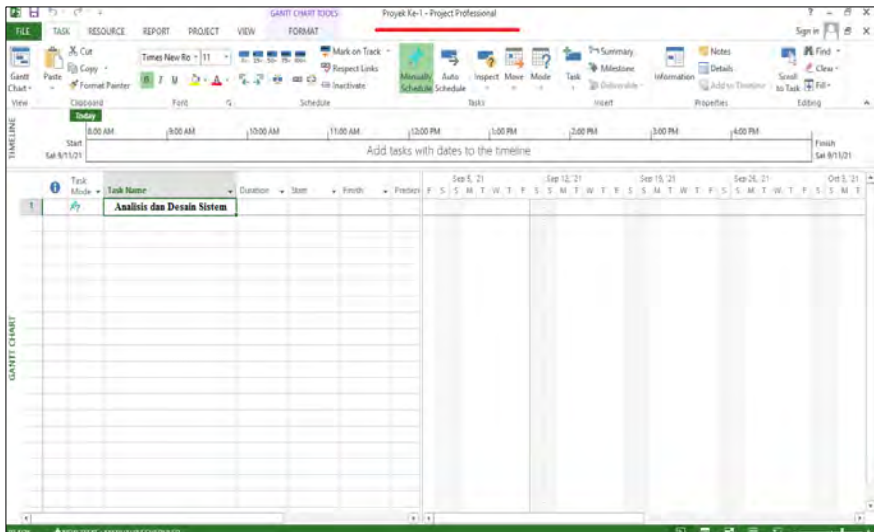 GANTT CHART TOOLS
Proyek Ke-1 - Project Professional
FILE TASK RESOURCE REPORT PROJECT VIEW FORMAT Sign in
Gantt Chart
Paste
Cut
Copy
Format Painter
Times New Ro 11
B I U A
Mark on Track
Respect Links
Inactivate
Manually Schedule
Auto Schedule
Inspect Move Mode
Task
Summary
Milestone
Deliverable
Information
Notes
Details
Add to Timeline
Scroll to Task
Find
Clear
Fill
View Clipboard Font Schedule Tasks Insert Properties Editing
TIMELINE
Today
8:00 AM 9:00 AM 10:00 AM 11:00 AM 12:00 PM 1:00 PM 2:00 PM 3:00 PM 4:00 PM
Start
Sat 9/11/21
Add tasks with dates to the timeline
Finish
Sat 9/11/21
Task Mode Task Name Duration Start Finish
Sep 5, '21 Sep 12, '21 Sep 19, '21 Sep 26, '21 Oct 3, '21
F S S M T W T F S S M T W T F S S M T W T F S S M T W T F S S M T
1 Analisis dan Desain Sistem
GANTT CHART